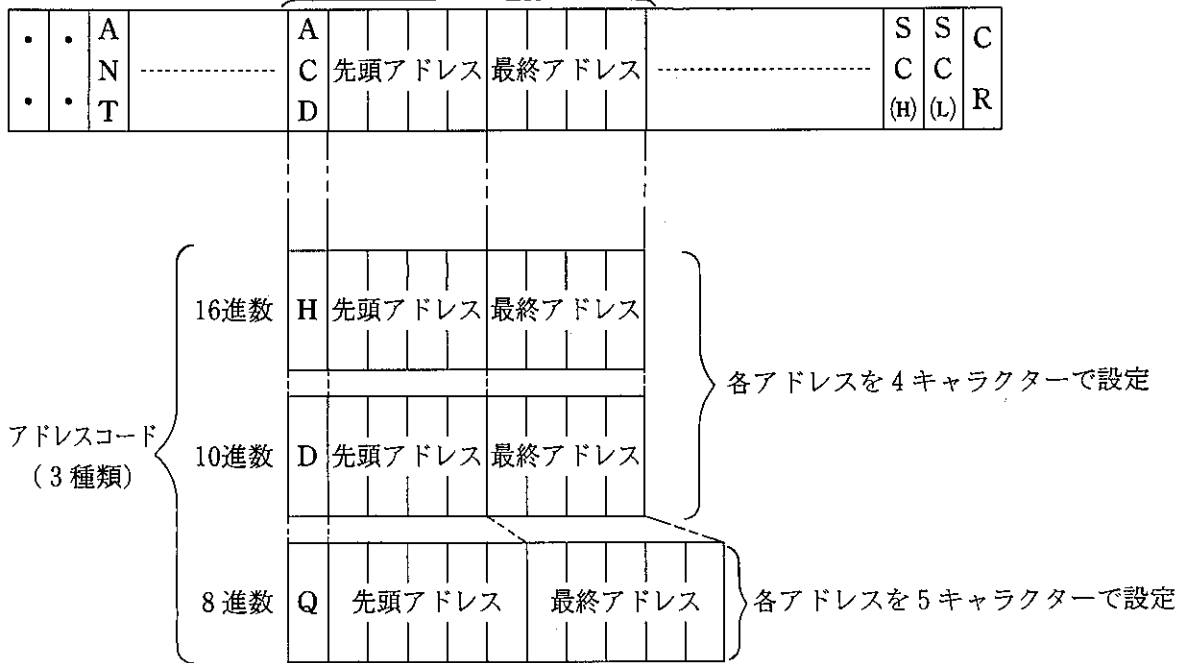 ・ ・ A A S S C
N C 先頭アドレス 最終アドレス C C
・ ・ T D (H) (L) R
16進数 H 先頭アドレス 最終アドレス
各アドレスを4キャラクターで設定
アドレスコード
(3種類)
10進数 D 先頭アドレス 最終アドレス
8進数 Q 先頭アドレス 最終アドレス 各アドレスを5キャラクターで設定